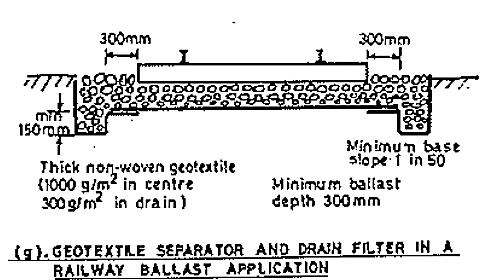 300mm 300mm
min
150mm
Thick non-woven geotextile
(1000 g/m² in centre
300g/m² in drain)
Minimum base
slope 1 in 50
Minimum ballast
depth 300mm
(g). GEOTEXTILE SEPARATOR AND DRAIN FILTER IN A
RAILWAY BALLAST APPLICATION